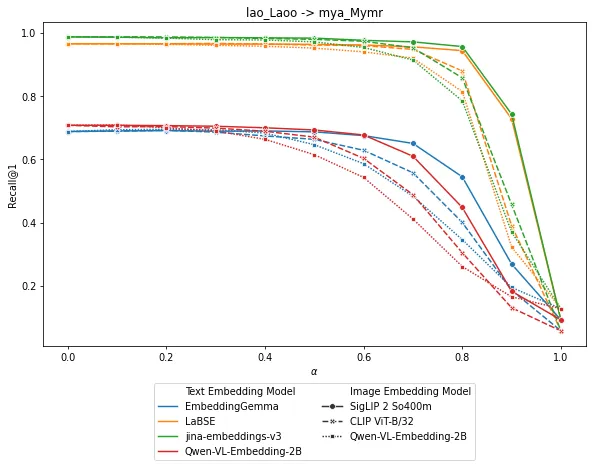 lao_Laoo -> mya_Mymr
Recall@1
1.0
0.8
0.6
0.4
0.2
0.0 0.2 0.4 0.6 0.8 1.0
α
Text Embedding Model Image Embedding Model
EmbeddingGemma SigLIP 2 So400m
LaBSE CLIP ViT-B/32
jina-embeddings-v3 Qwen-VL-Embedding-2B
Qwen-VL-Embedding-2B